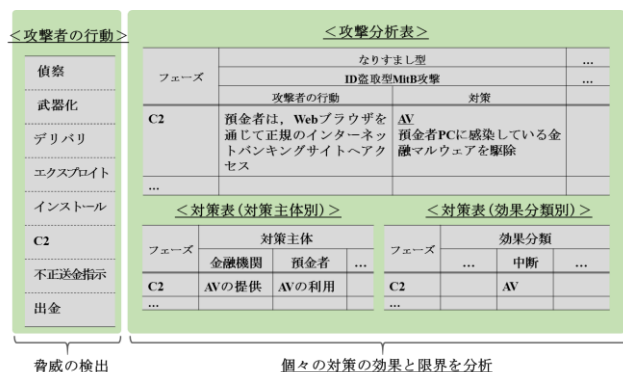 <攻撃者の行動>
偵察
武器化
デリバリ
エクスプロイト
インストール
C2
不正送金指示
出金
脅威の検出
<攻撃分析表>
フェーズ
なりすまし型
…
ID盗取型MitB攻撃
…
攻撃者の行動
対策
C2
預金者は，Webブラウザを
通じて正規のインターネッ
トバンキングサイトへアク
セス
AV
預金者PCに感染している金
融マルウェアを駆除
…
<対策表(対策主体別)>
フェーズ
対策主体
金融機関
預金者
…
C2
AVの提供
AVの利用
…
<対策表(効果分類別)>
フェーズ
効果分類
…
中断
…
C2
AV
…
個々の対策の効果と限界を分析